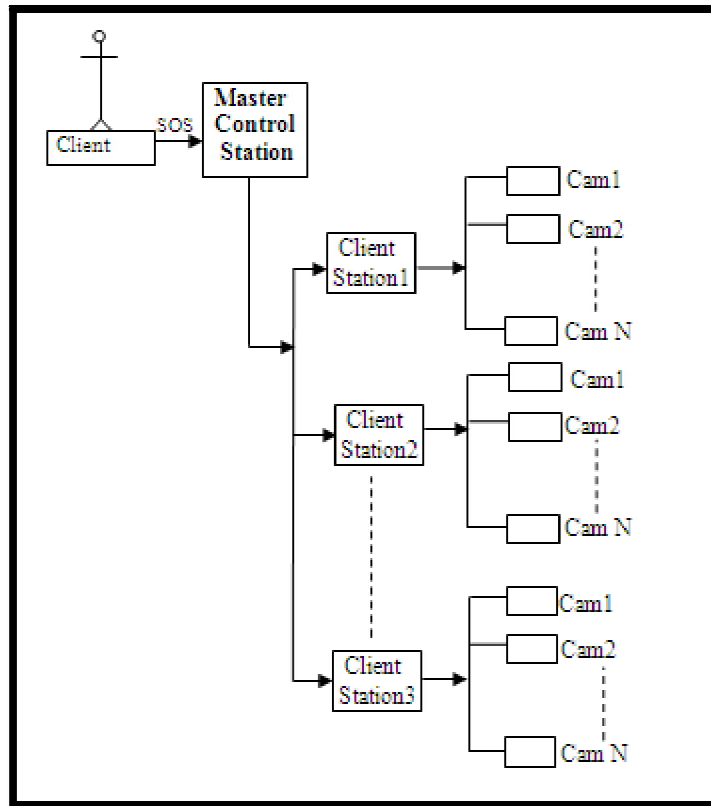 Client
SOS
Master
Control
Station
Client
Station1
Cam1
Cam2
Cam N
Client
Station2
Cam1
Cam2
Cam N
Client
Station3
Cam1
Cam2
Cam N